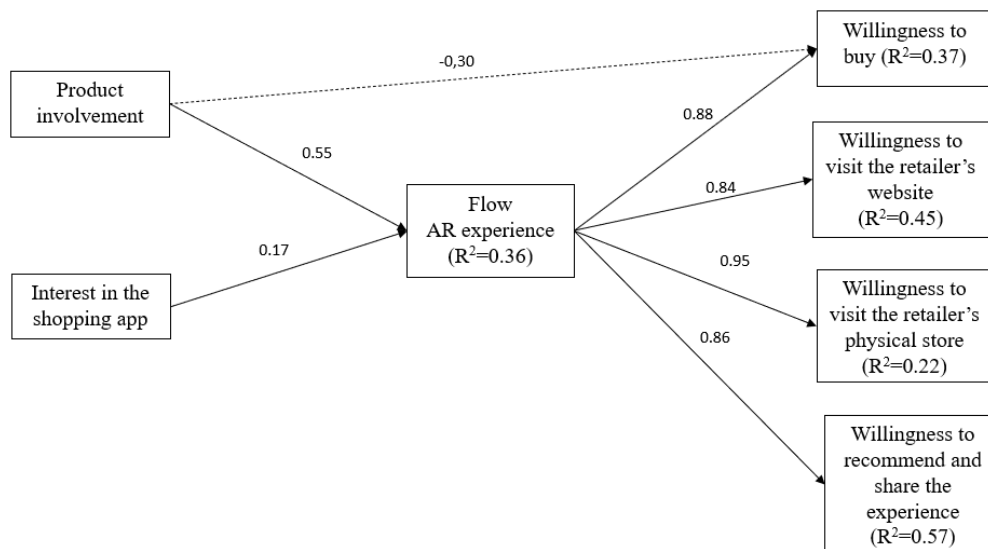 Product
involvement
Interest in the
shopping app
-0,30
0.55
0.17
Flow
AR experience
(R²=0.36)
0.88
0.84
0.95
0.86
Willingness to
buy (R²=0.37)
Willingness to
visit the retailer’s
website
(R²=0.45)
Willingness to
visit the retailer’s
physical store
(R²=0.22)
Willingness to
recommend and
share the
experience
(R²=0.57)